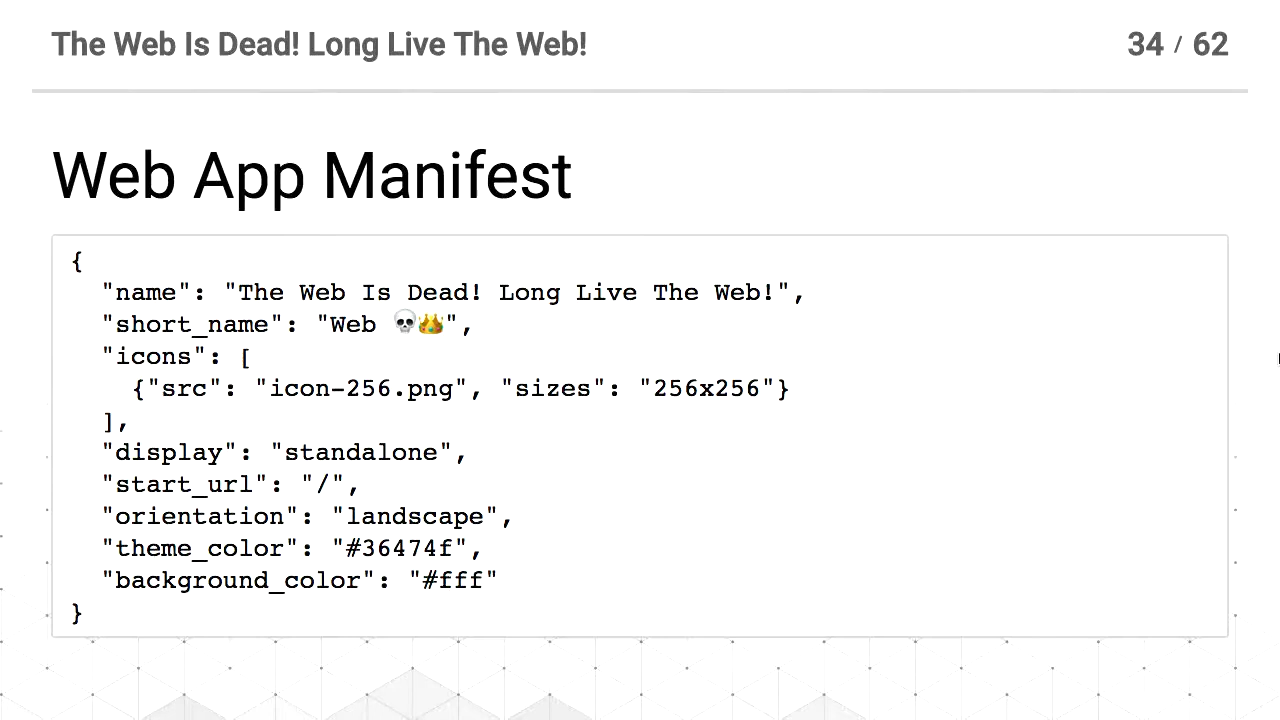 The Web Is Dead! Long Live The Web!
34 / 62
Web App Manifest
{
  "name": "The Web Is Dead! Long Live The Web!",
  "short_name": "Web 💀👑",
  "icons": [
    {"src": "icon-256.png", "sizes": "256x256"}
  ],
  "display": "standalone",
  "start_url": "/",
  "orientation": "landscape",
  "theme_color": "#36474f",
  "background_color": "#fff"
}